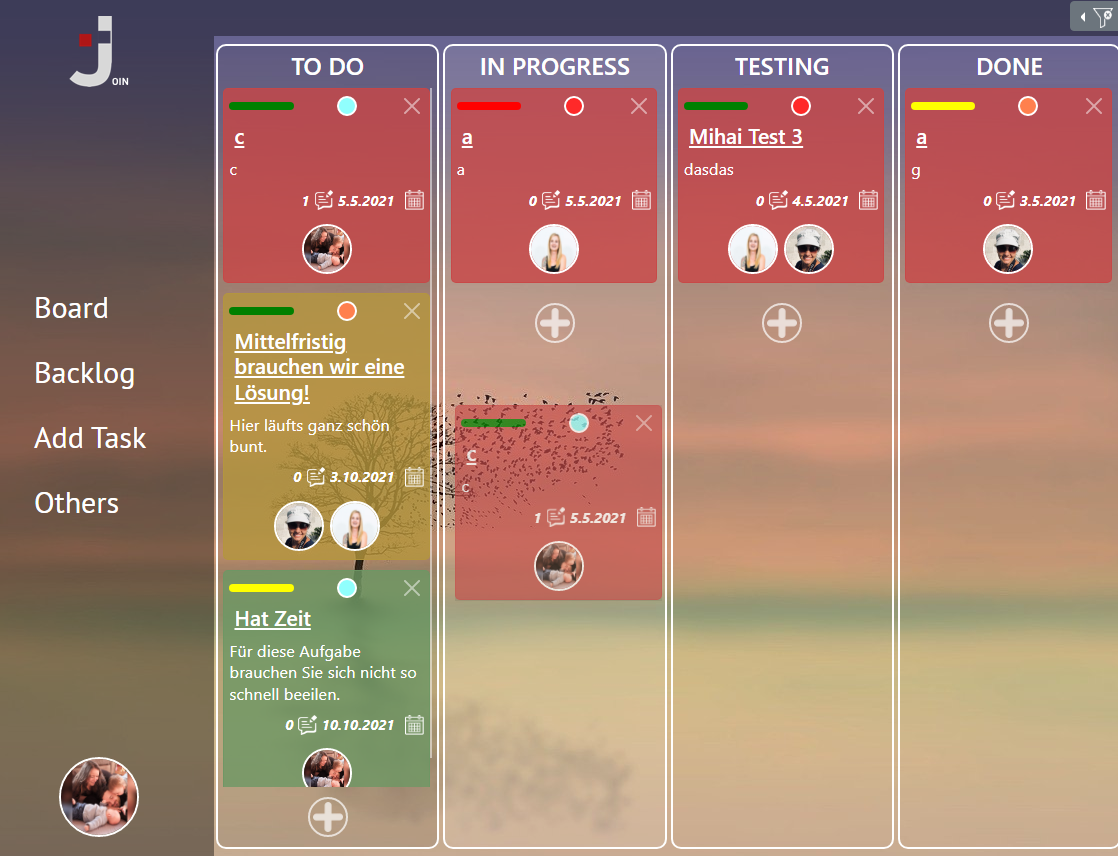 JOIN
Board
Backlog
Add Task
Others
TO DO
c
c
1 5.5.2021
Mittelfristig
brauchen wir eine
Lösung!
Hier läufts ganz schön
bunt.
0 3.10.2021
Hat Zeit
Für diese Aufgabe
brauchen Sie sich nicht so
schnell beeilen.
0 10.10.2021
IN PROGRESS
a
a
0 5.5.2021
c
c
1 5.5.2021
TESTING
Mihai Test 3
dasdas
0 4.5.2021
DONE
a
g
0 3.5.2021